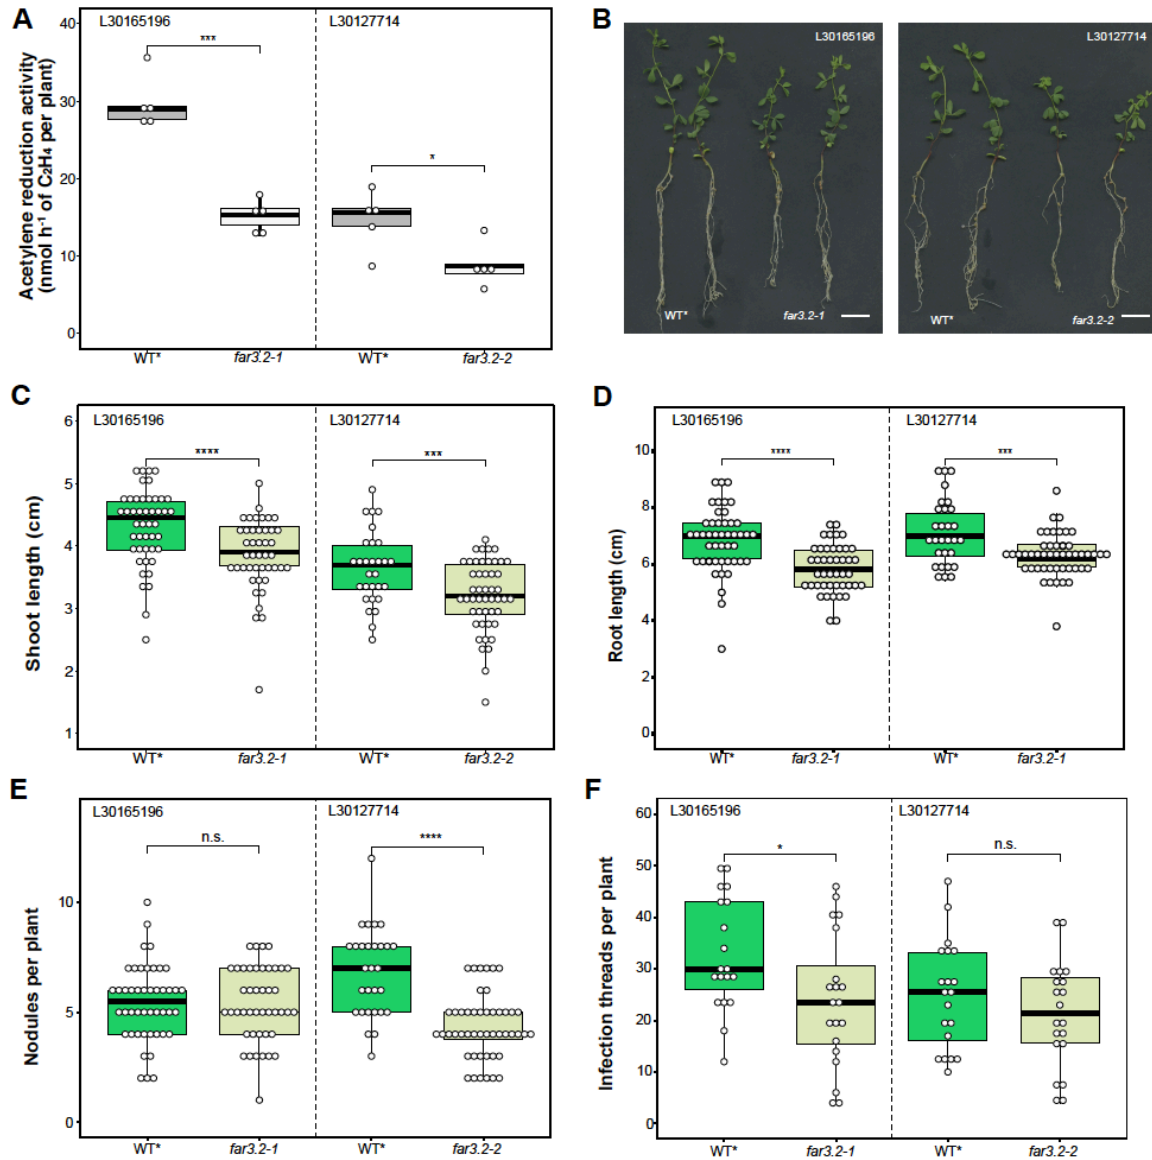 A
L30165196
L30127714
Acetylene reduction activity
(nmol h⁻¹ of C₂H₄ per plant)
40
30
20
10
0
***
*
WT*
far3.2-1
WT*
far3.2-2
B
L30165196
WT*
far3.2-1
L30127714
WT*
far3.2-2
C
L30165196
L30127714
Shoot length (cm)
6
5
4
3
2
1
****
***
WT*
far3.2-1
WT*
far3.2-2
D
L30165196
L30127714
Root length (cm)
10
8
6
4
2
0
****
***
WT*
far3.2-1
WT*
far3.2-1
E
L30165196
L30127714
Nodules per plant
10
5
0
n.s.
****
WT*
far3.2-1
WT*
far3.2-2
F
L30165196
L30127714
Infection threads per plant
60
50
40
30
20
10
0
*
n.s.
WT*
far3.2-1
WT*
far3.2-2